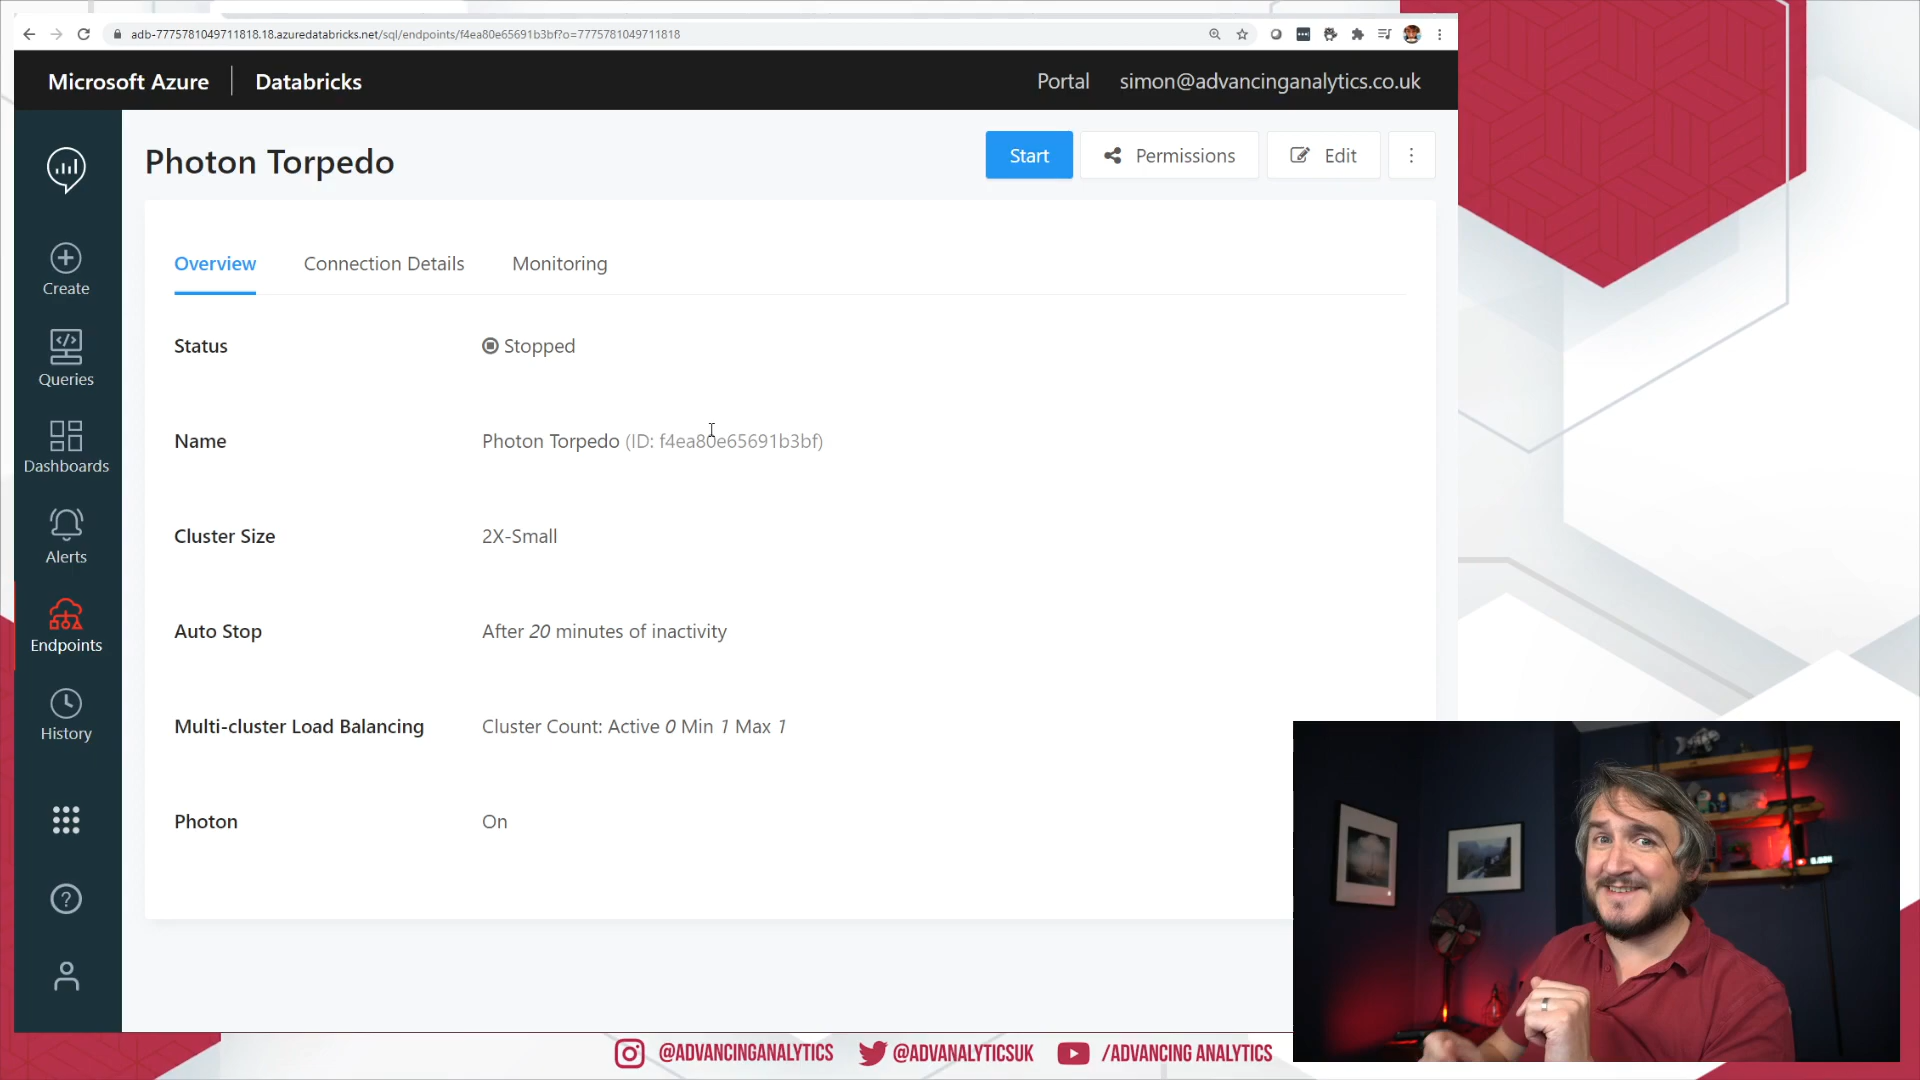 adb-7775781049711818.18.azuredatabricks.net/sql/endpoints/f4ea80e65691b3bf?o=7775781049711818
Microsoft Azure | Databricks
Portal simon@advancinganalytics.co.uk
Photon Torpedo
Start Permissions Edit
Create
Queries
Dashboards
Alerts
Endpoints
History
Overview Connection Details Monitoring
Status Stopped
Name Photon Torpedo (ID: f4ea80e65691b3bf)
Cluster Size 2X-Small
Auto Stop After 20 minutes of inactivity
Multi-cluster Load Balancing Cluster Count: Active 0 Min 1 Max 1
Photon On
@ADVANCINGANALYTICS @ADVANALYTICSUK /ADVANCING ANALYTICS